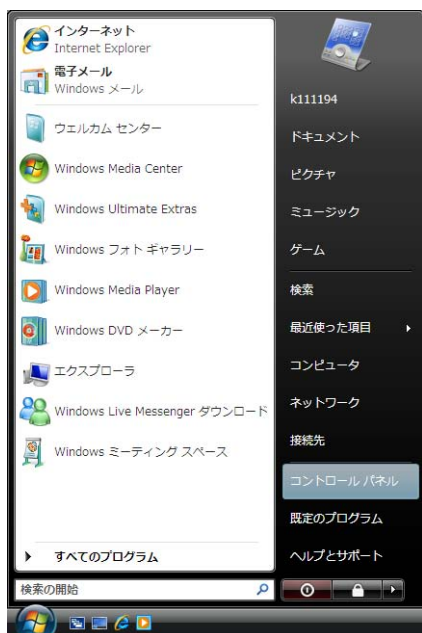 インターネット
Internet Explorer
電子メール
Windows メール
ウェルカム センター
Windows Media Center
Windows Ultimate Extras
Windows フォト ギャラリー
Windows Media Player
Windows DVD メーカー
エクスプローラ
Windows Live Messenger ダウンロード
Windows ミーティング スペース
すべてのプログラム
検索の開始
k111194
ドキュメント
ピクチャ
ミュージック
ゲーム
検索
最近使った項目
コンピュータ
ネットワーク
接続先
コントロール パネル
既定のプログラム
ヘルプとサポート